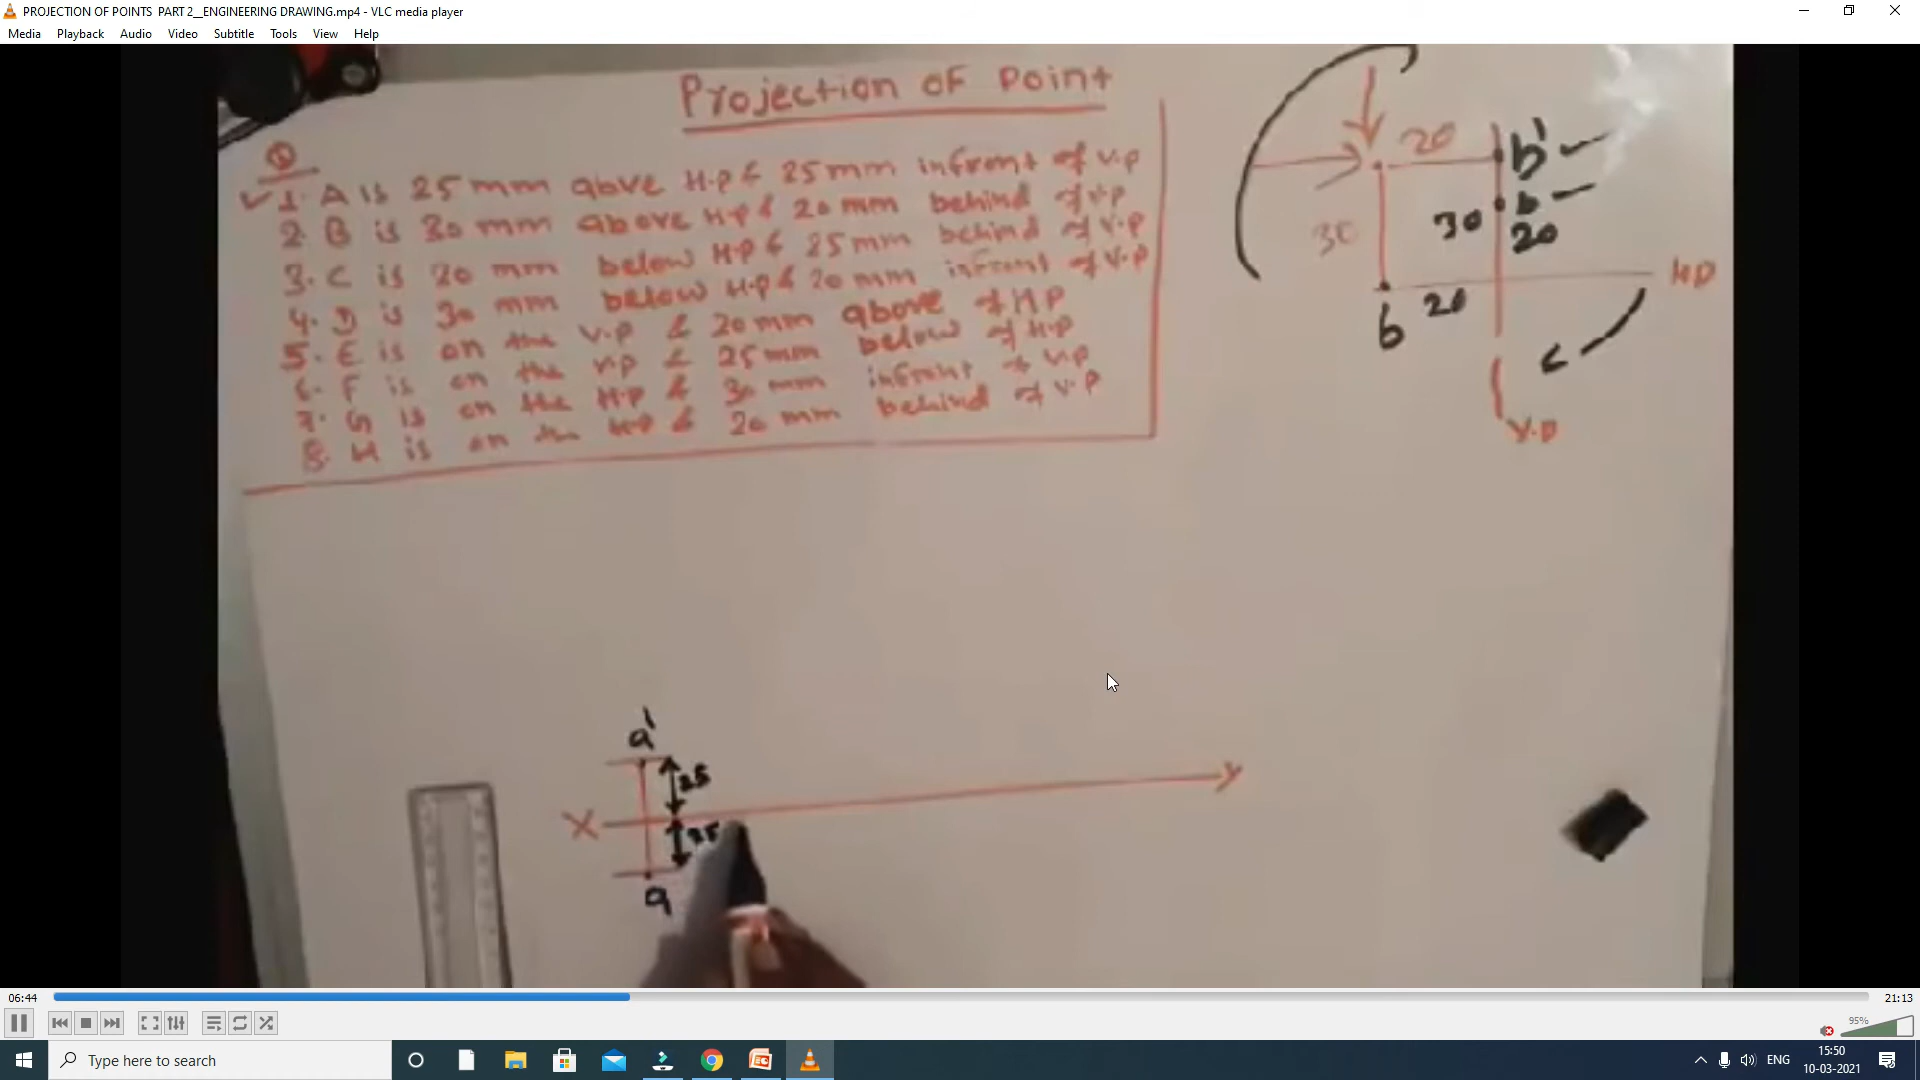 PROJECTION OF POINTS PART 2__ENGINEERING DRAWING.mp4 - VLC media player
Media Playback Audio Video Subtitle Tools View Help
Projection of Point
1. A is 25 mm above H.P & 25 mm infront of V.P
2. B is 30 mm above H.P & 20 mm behind of V.P
3. C is 20 mm below H.P & 25 mm behind of V.P
4. D is 30 mm below H.P & 20 mm infront of V.P
5. E is on the V.P & 20 mm above of H.P
6. F is on the V.P & 25 mm below of H.P
7. G is on the H.P & 30 mm infront of V.P
8. H is on the H.P & 20 mm behind of V.P
20 b'
b
30 30 20
H.P
20
b
c
V.P
a'
25
X Y
25
a
06:44 21:13
95%
Type here to search
ENG
15:50
10-03-2021